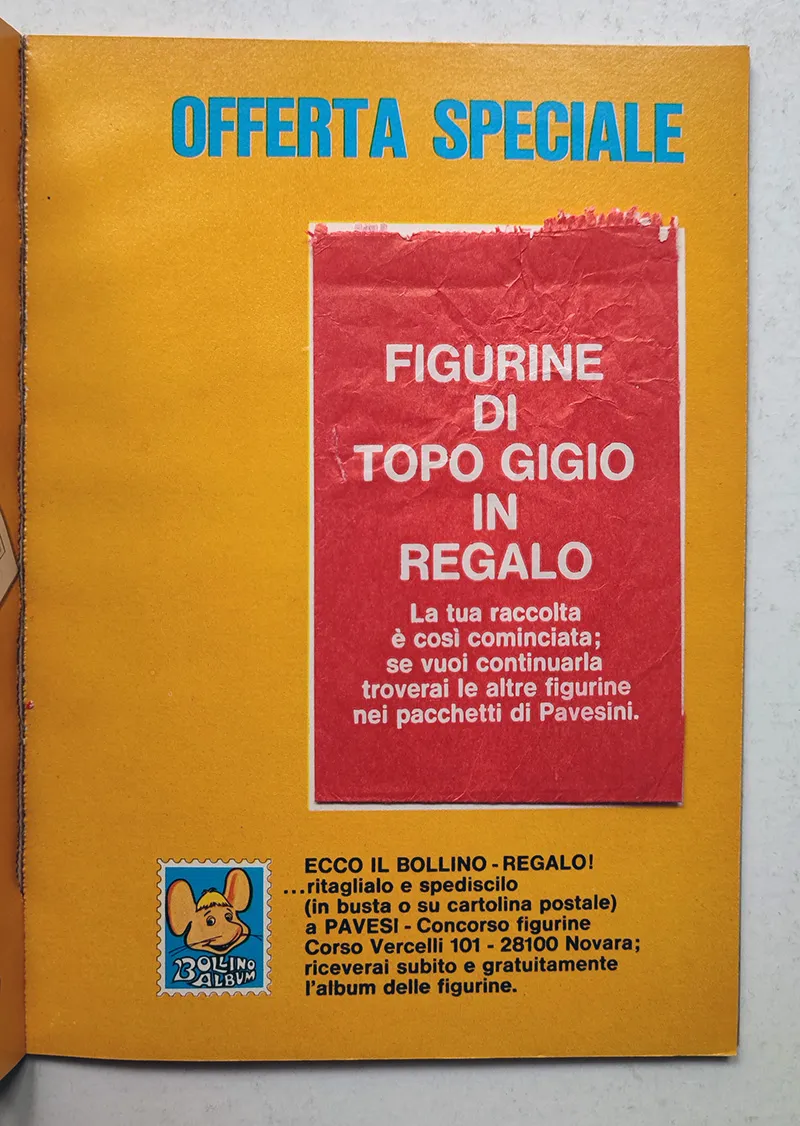 OFFERTA SPECIALE
FIGURINE
DI
TOPO GIGIO
IN
REGALO
La tua raccolta
è così cominciata;
se vuoi continuarla
troverai le altre figurine
nei pacchetti di Pavesini.
ECCO IL BOLLINO - REGALO!
...ritaglialo e spediscilo
(in busta o su cartolina postale)
a PAVESI - Concorso figurine
Corso Vercelli 101 - 28100 Novara;
riceverai subito e gratuitamente
l'album delle figurine.
BOLLINO
ALBUM